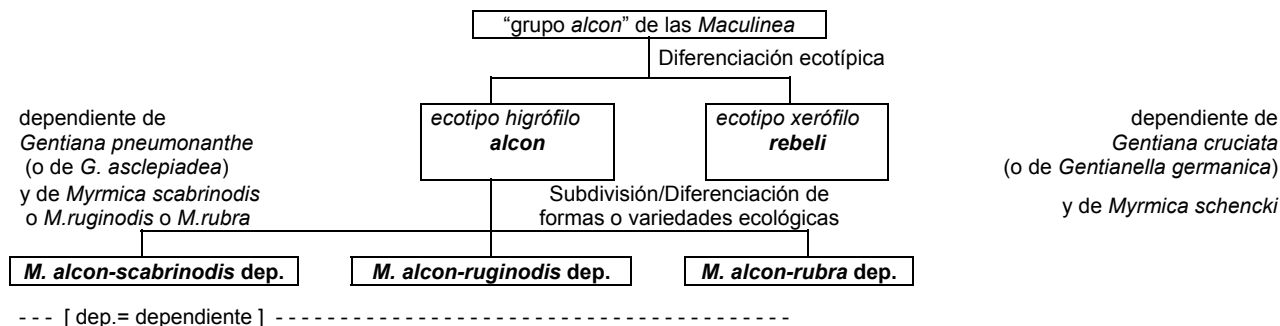 “grupo alcon” de las Maculinea
Diferenciación ecotípica
dependiente de
Gentiana pneumonanthe
(o de G. asclepiadea)
y de Myrmica scabrinodis
o M.ruginodis o M.rubra
ecotipo higrófilo
alcon
ecotipo xerófilo
rebeli
dependiente de
Gentiana cruciata
(o de Gentianella germanica)
y de Myrmica schencki
Subdivisión/Diferenciación de
formas o variedades ecológicas
M. alcon-scabrinodis dep.
M. alcon-ruginodis dep.
M. alcon-rubra dep.
- - - [ dep.= dependiente ] - - - - - - - - - - - - - - - - - - - - - - - - - - - - - - - - - - - - - - - -